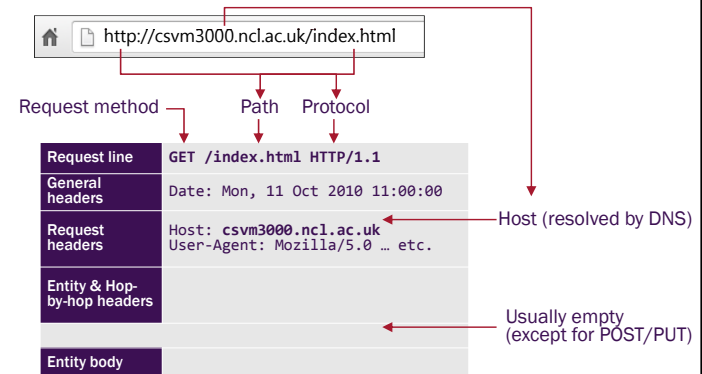 http://csvm3000.ncl.ac.uk/index.html
Request method
Path
Protocol
Request line
GET /index.html HTTP/1.1
General
headers
Date: Mon, 11 Oct 2010 11:00:00
Request
headers
Host: csvm3000.ncl.ac.uk
User-Agent: Mozilla/5.0 … etc.
Host (resolved by DNS)
Entity & Hop-
by-hop headers
Usually empty
(except for POST/PUT)
Entity body